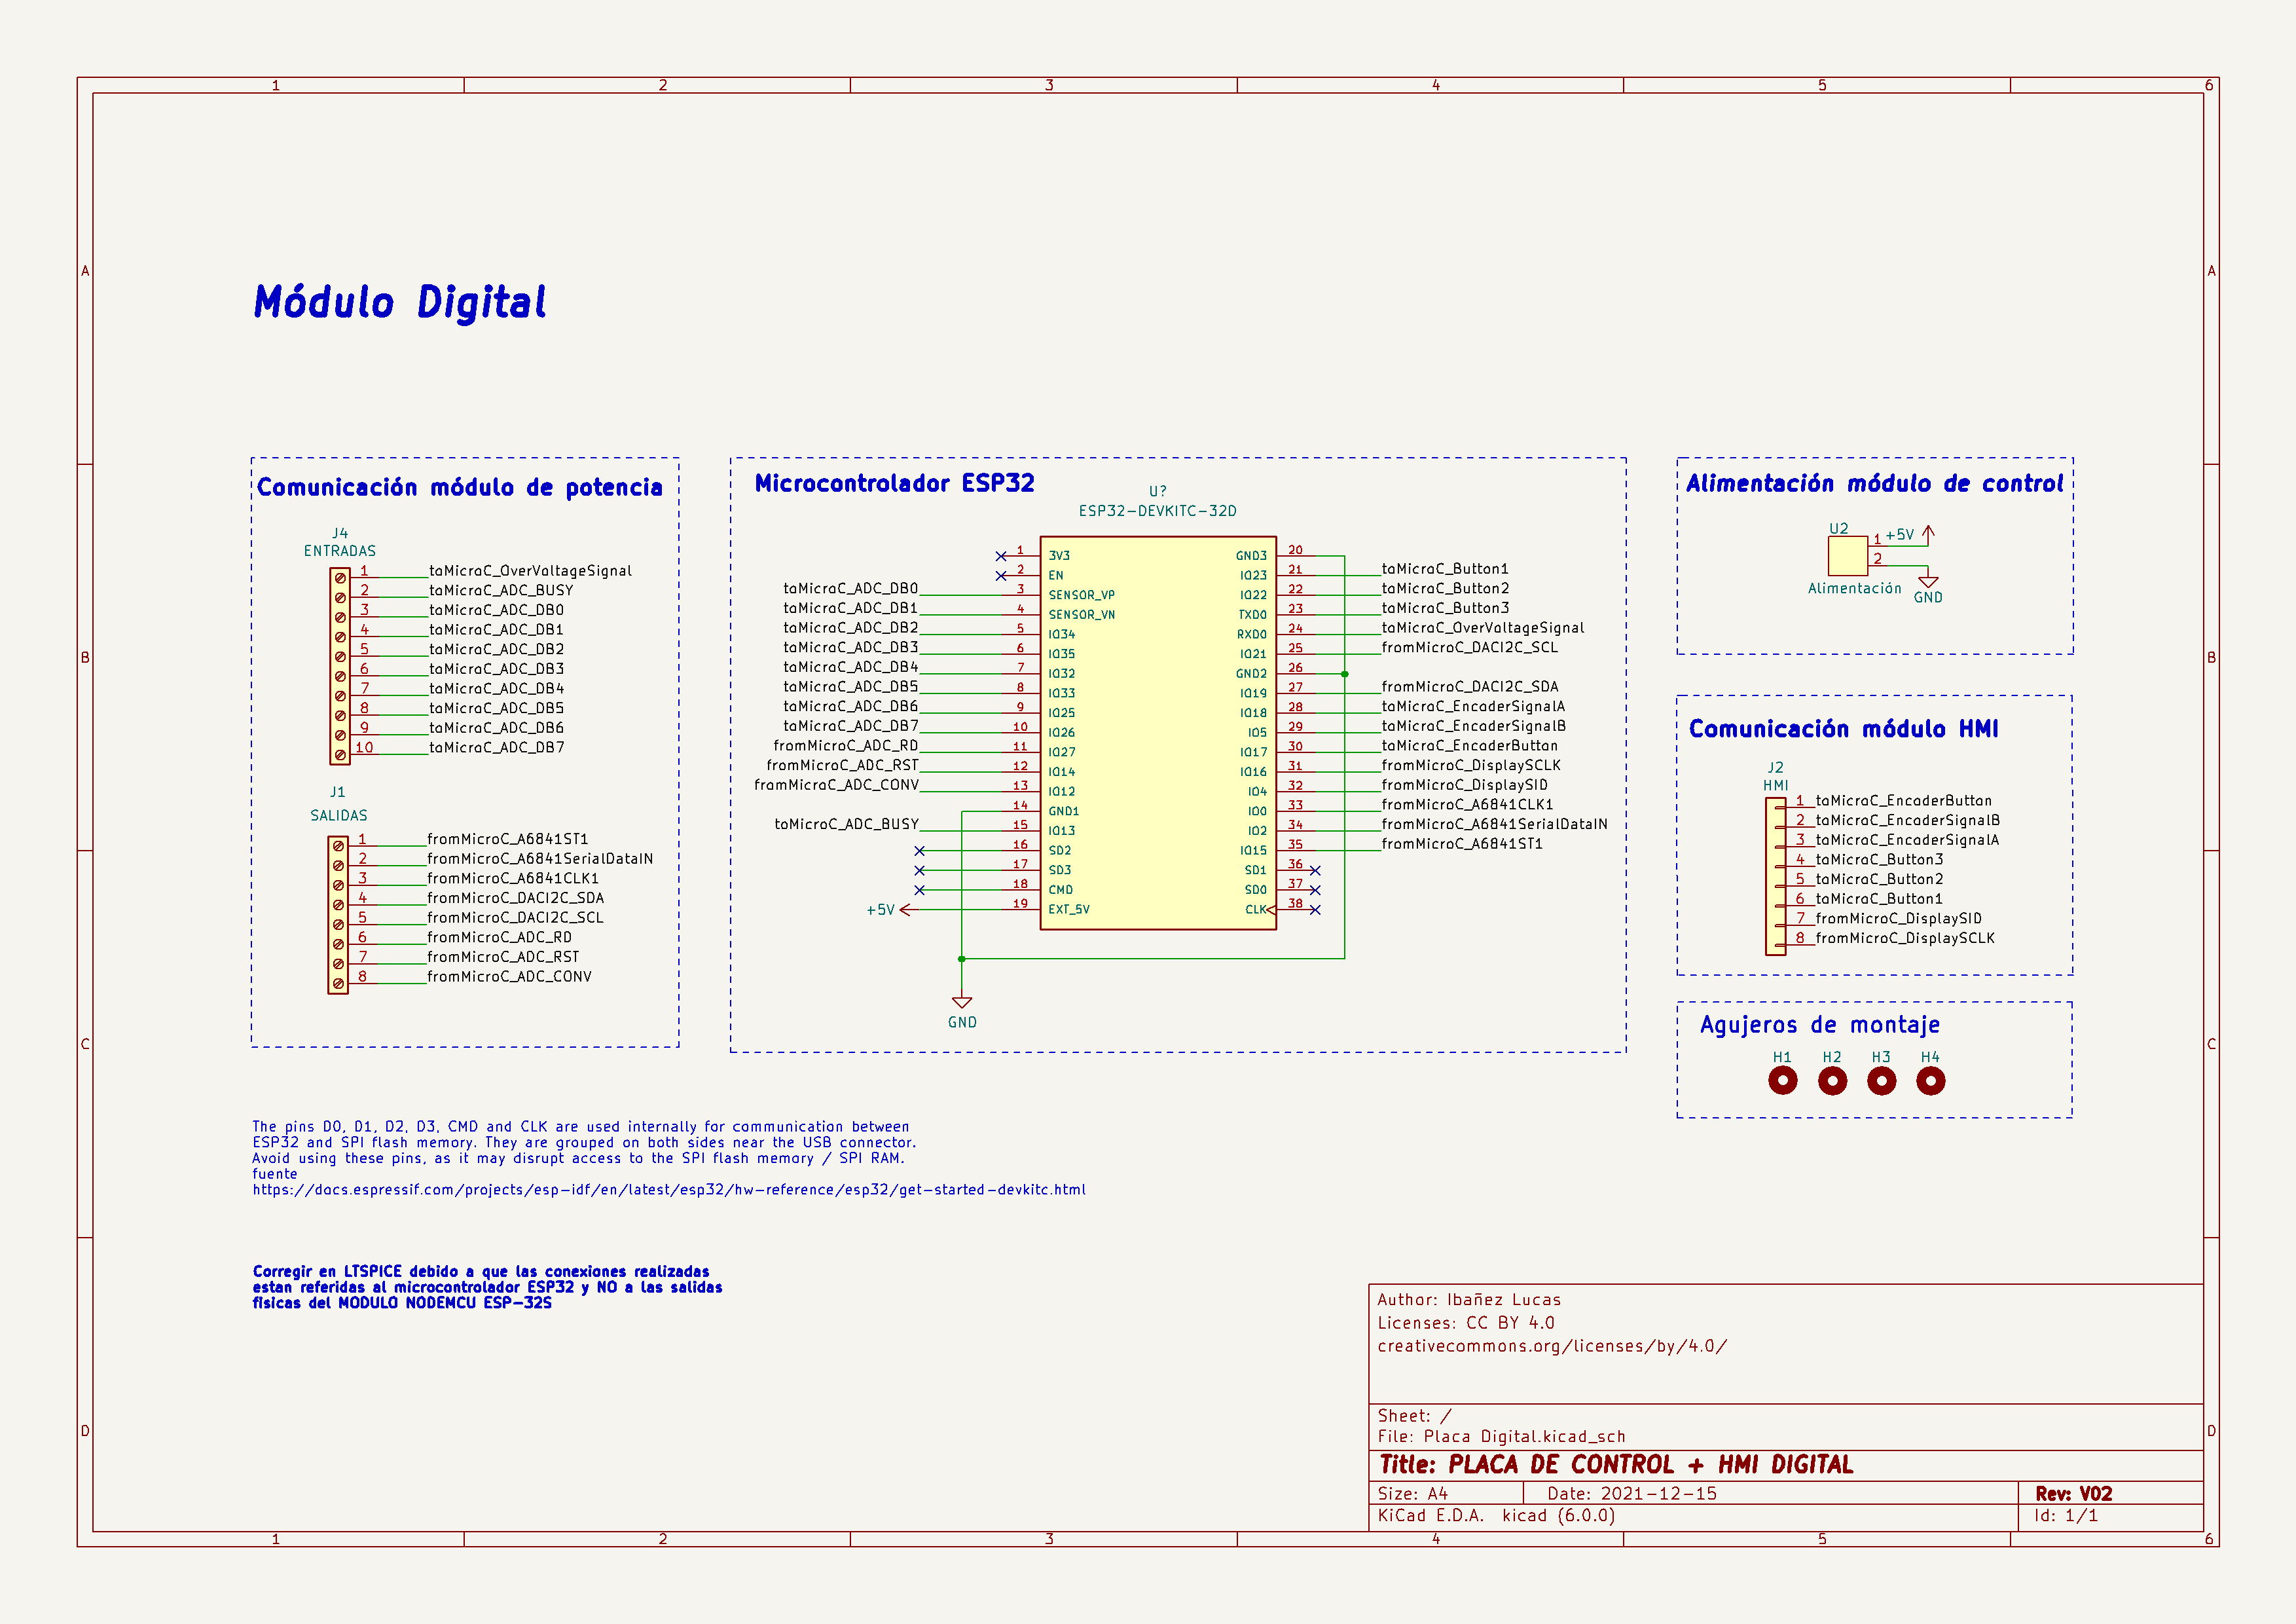 1 2 3 4 5 6
A A
Módulo Digital
Comunicación módulo de potencia
J4
ENTRADAS
1 toMicroC_OverVoltageSignal
2 toMicroC_ADC_BUSY
3 toMicroC_ADC_DB0
4 toMicroC_ADC_DB1
5 toMicroC_ADC_DB2
6 toMicroC_ADC_DB3
7 toMicroC_ADC_DB4
8 toMicroC_ADC_DB5
9 toMicroC_ADC_DB6
10 toMicroC_ADC_DB7
J1
SALIDAS
1 fromMicroC_A6841ST1
2 fromMicroC_A6841SerialDataIN
3 fromMicroC_A6841CLK1
4 fromMicroC_DACI2C_SDA
5 fromMicroC_DACI2C_SCL
6 fromMicroC_ADC_RD
7 fromMicroC_ADC_RST
8 fromMicroC_ADC_CONV
Microcontrolador ESP32
U?
ESP32-DEVKITC-32D
1 3V3 GND3 20
2 EN IO23 21 toMicroC_Button1
toMicroC_ADC_DB0 3 SENSOR_VP IO22 22 toMicroC_Button2
toMicroC_ADC_DB1 4 SENSOR_VN TXD0 23 toMicroC_Button3
toMicroC_ADC_DB2 5 IO34 RXD0 24 toMicroC_OverVoltageSignal
toMicroC_ADC_DB3 6 IO35 IO21 25 fromMicroC_DACI2C_SCL
toMicroC_ADC_DB4 7 IO32 GND2 26
toMicroC_ADC_DB5 8 IO33 IO19 27 fromMicroC_DACI2C_SDA
toMicroC_ADC_DB6 9 IO25 IO18 28 toMicroC_EncoderSignalA
toMicroC_ADC_DB7 10 IO26 IO5 29 toMicroC_EncoderSignalB
fromMicroC_ADC_RD 11 IO27 IO17 30 toMicroC_EncoderButton
fromMicroC_ADC_RST 12 IO14 IO16 31 fromMicroC_DisplaySCLK
fromMicroC_ADC_CONV 13 IO12 IO4 32 fromMicroC_DisplaySID
14 GND1 IO0 33 fromMicroC_A6841CLK1
toMicroC_ADC_BUSY 15 IO13 IO2 34 fromMicroC_A6841SerialDataIN
16 SD2 IO15 35 fromMicroC_A6841ST1
17 SD3 SD1 36
18 CMD SD0 37
+5V 19 EXT_5V CLK 38
GND
Alimentación módulo de control
U2
1 +5V
2
Alimentación
GND
Comunicación módulo HMI
J2
HMI
1 toMicroC_EncoderButton
2 toMicroC_EncoderSignalB
3 toMicroC_EncoderSignalA
4 toMicroC_Button3
5 toMicroC_Button2
6 toMicroC_Button1
7 fromMicroC_DisplaySID
8 fromMicroC_DisplaySCLK
Agujeros de montaje
H1 H2 H3 H4
B B
C C
The pins D0, D1, D2, D3, CMD and CLK are used internally for communication between
ESP32 and SPI flash memory. They are grouped on both sides near the USB connector.
Avoid using these pins, as it may disrupt access to the SPI flash memory / SPI RAM.
fuente
https://docs.espressif.com/projects/esp-idf/en/latest/esp32/hw-reference/esp32/get-started-devkitc.html
Corregir en LTSPICE debido a que las conexiones realizadas
estan referidas al microcontrolador ESP32 y NO a las salidas
fisicas del MODULO NODEMCU ESP-32S
D D
Author: Ibañez Lucas
Licenses: CC BY 4.0
creativecommons.org/licenses/by/4.0/
Sheet: /
File: Placa Digital.kicad_sch
Title: PLACA DE CONTROL + HMI DIGITAL
Size: A4 Date: 2021-12-15 Rev: V02
KiCad E.D.A. kicad (6.0.0) Id: 1/1
1 2 3 4 5 6